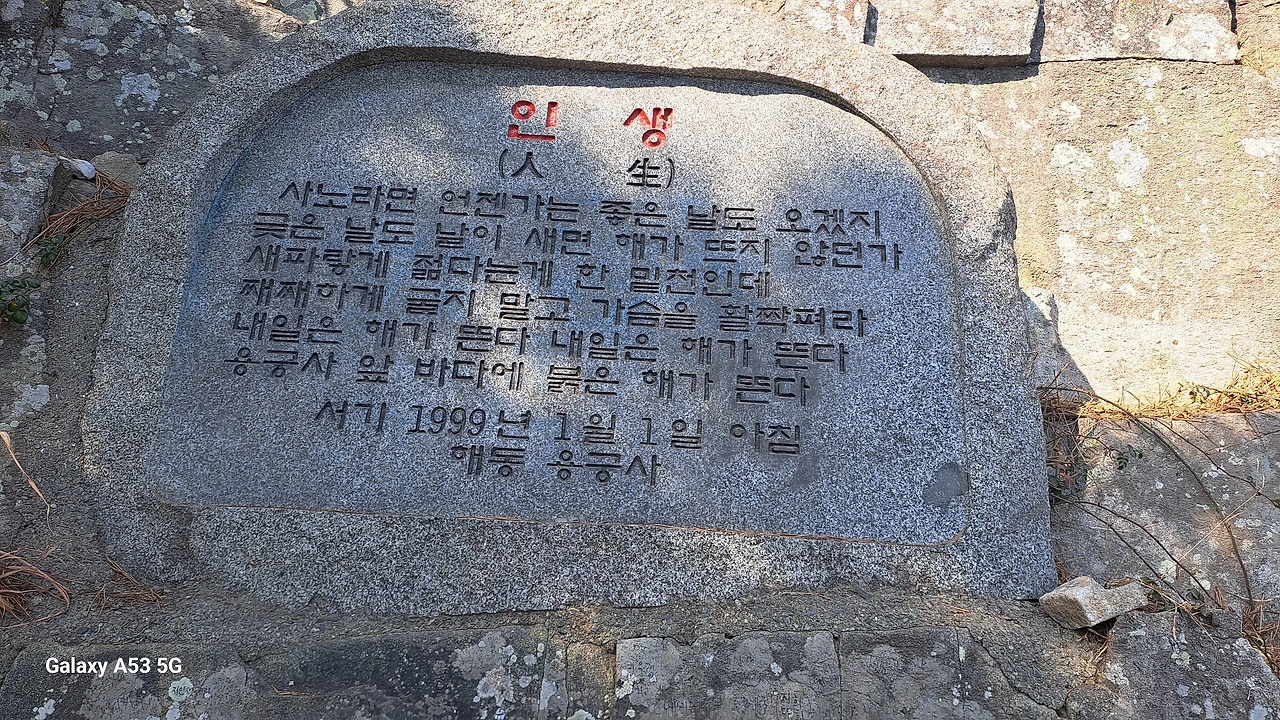 인 생
(人 生)
사노라면 언젠가는 좋은 날도 오겠지
궂은 날도 날이 새면 해가 뜨지 않던가
새파랗게 젊다는게 한 밑천인데
째째하게 굴지 말고 가슴을 활짝펴라
내일은 해가 뜬다 내일은 해가 뜬다
용궁사 앞 바다에 붉은 해가 뜬다
서기 1999년 1월 1일 아침
해동 용궁사
Galaxy A53 5G